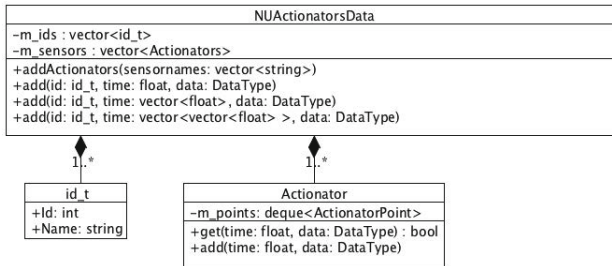 NUActionatorsData
-m_ids : vector<id_t>
-m_sensors : vector<Actionators>
+addActionators(sensornames: vector<string>)
+add(id: id_t, time: float, data: DataType)
+add(id: id_t, time: vector<float>, data: DataType)
+add(id: id_t, time: vector<vector<float> >, data: DataType)
1..* 1..*
id_t
+Id: int
+Name: string
Actionator
-m_points: deque<ActionatorPoint>
+get(time: float, data: DataType) : bool
+add(time: float, data: DataType)